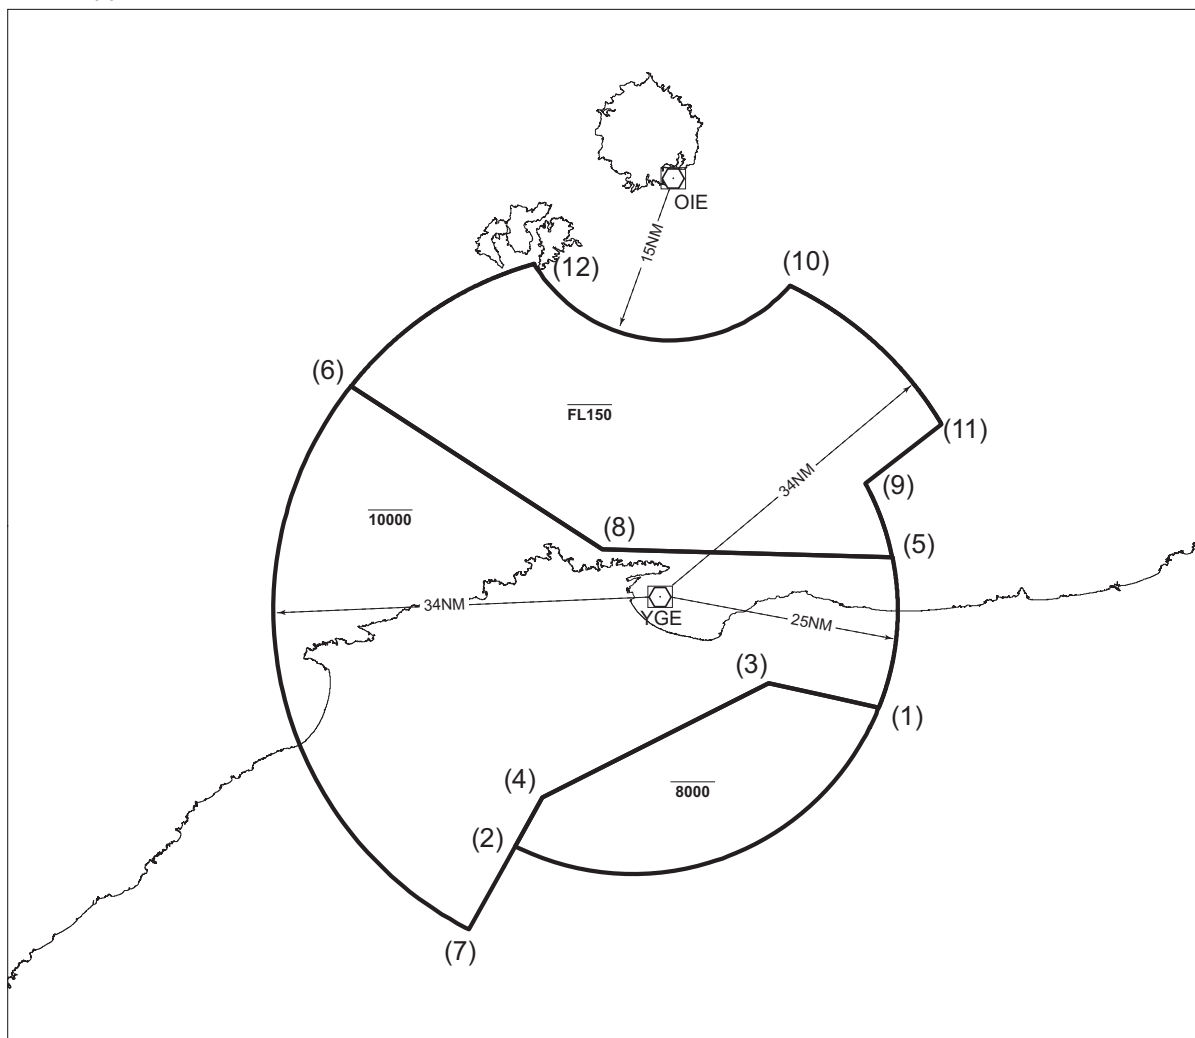 OIE
15NM
(12)
(10)
(6)
FL150
(11)
34NM
(9)
10000
(8)
(5)
34NM
YGE
25NM
(3)
(1)
(4)
8000
(2)
(7)